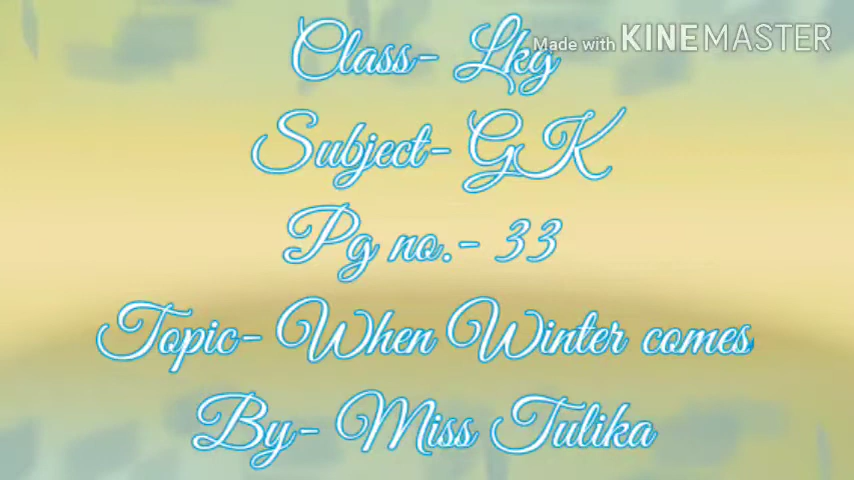 Made with KINEMASTER
Class- Lkg
Subject- GK
Pg no.- 33
Topic- When Winter comes
By- Miss Tulika